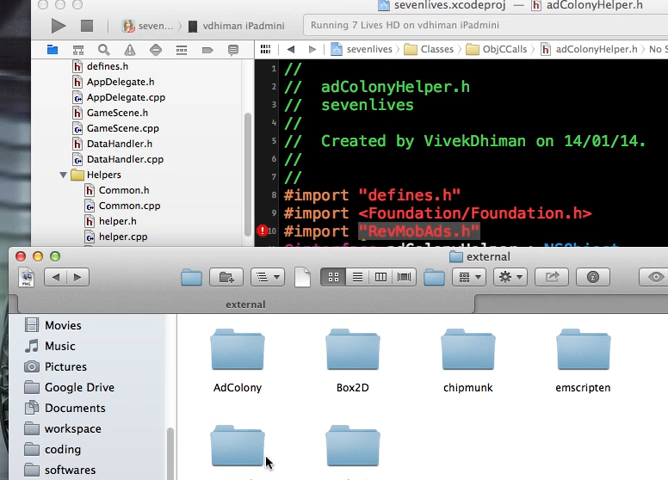 sevenlives.xcodeproj — adColonyHelper.h
seven... vdhiman iPadmini Running 7 Lives HD on vdhiman iPadmini
sevenlives Classes ObjCCalls adColonyHelper.h No S
defines.h
AppDelegate.h
AppDelegate.cpp
GameScene.h
GameScene.cpp
DataHandler.h
DataHandler.cpp
Helpers
Common.h
Common.cpp
helper.h
helper.cpp
1 //
2 // adColonyHelper.h
3 // sevenlives
4 //
5 // Created by VivekDhiman on 14/01/14.
6 //
7 //
8 #import "defines.h"
9 #import <Foundation/Foundation.h>
10 #import "RevMobAds.h"
external
external
Movies
Music
Pictures
Google Drive
Documents
workspace
coding
softwares
AdColony Box2D chipmunk emscripten